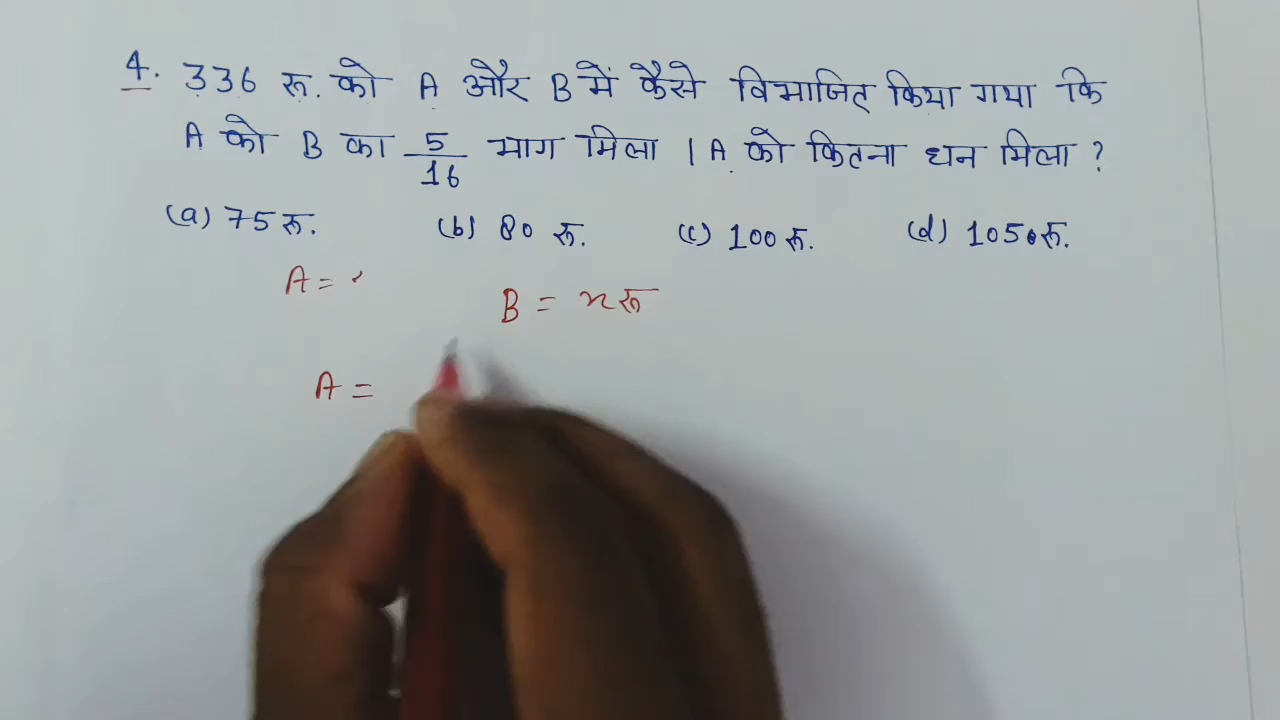 4. 336 रू. को A और B में कैसे विभाजित किया गया कि
A को B का 5/16 भाग मिला । A को कितना धन मिला ?
(a) 75 रू. (b) 80 रू. (c) 100 रू. (d) 105 रू.
A = B = x रू
A =